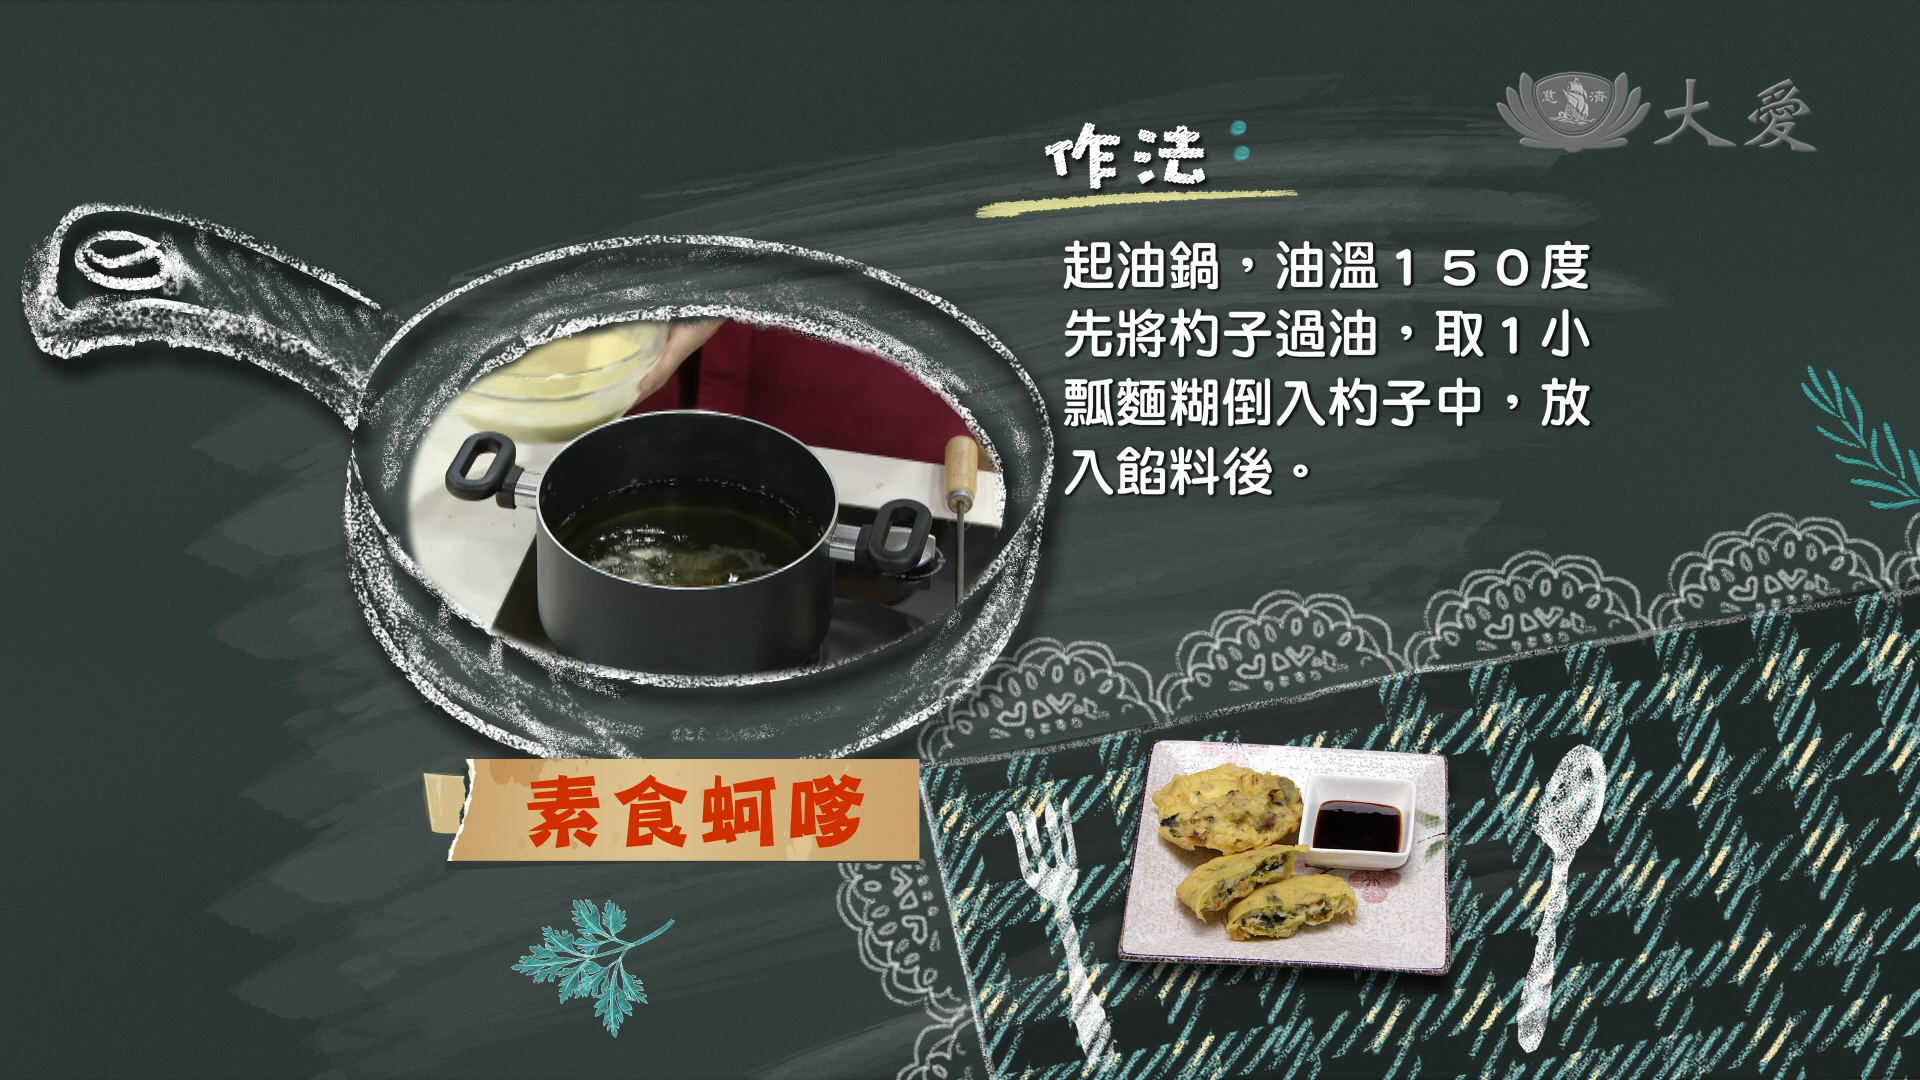 慈濟
大愛
作法：
起油鍋，油溫１５０度
先將杓子過油，取１小
瓢麵糊倒入杓子中，放
入餡料後。
素食蚵嗲